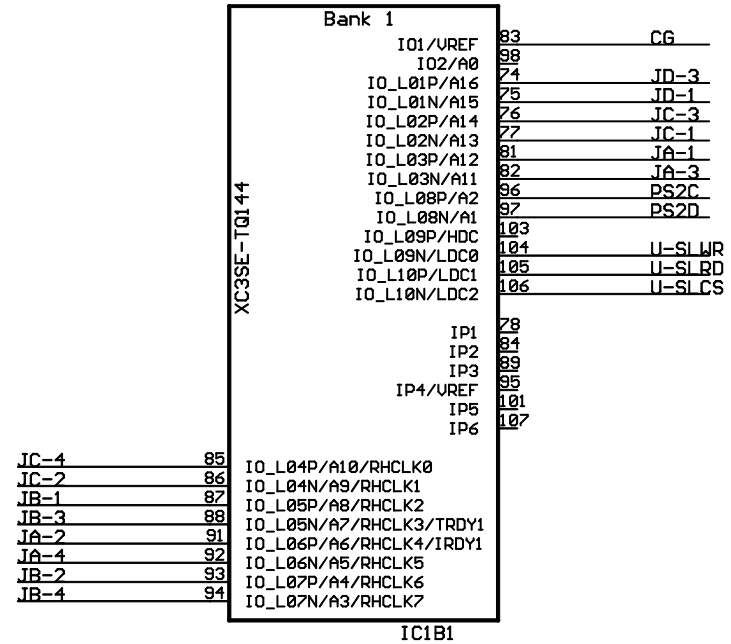 Bank 1
IO1/VREF 83 CG
IO2/A0 98
IO_L01P/A16 74 JD-3
IO_L01N/A15 75 JD-1
IO_L02P/A14 76 JC-3
IO_L02N/A13 77 JC-1
IO_L03P/A12 81 JA-1
IO_L03N/A11 82 JA-3
IO_L08P/A2 96 PS2C
IO_L08N/A1 97 PS2D
IO_L09P/HDC 103
IO_L09N/LDC0 104 U-SLWR
IO_L10P/LDC1 105 U-SLRD
IO_L10N/LDC2 106 U-SLCS
XC3SE-TQ144
IP1 78
IP2 84
IP3 89
IP4/VREF 95
IP5 101
IP6 107
JC-4 85 IO_L04P/A10/RHCLK0
JC-2 86 IO_L04N/A9/RHCLK1
JB-1 87 IO_L05P/A8/RHCLK2
JB-3 88 IO_L05N/A7/RHCLK3/TRDY1
JA-2 91 IO_L06P/A6/RHCLK4/IRDY1
JA-4 92 IO_L06N/A5/RHCLK5
JB-2 93 IO_L07P/A4/RHCLK6
JB-4 94 IO_L07N/A3/RHCLK7
IC1B1